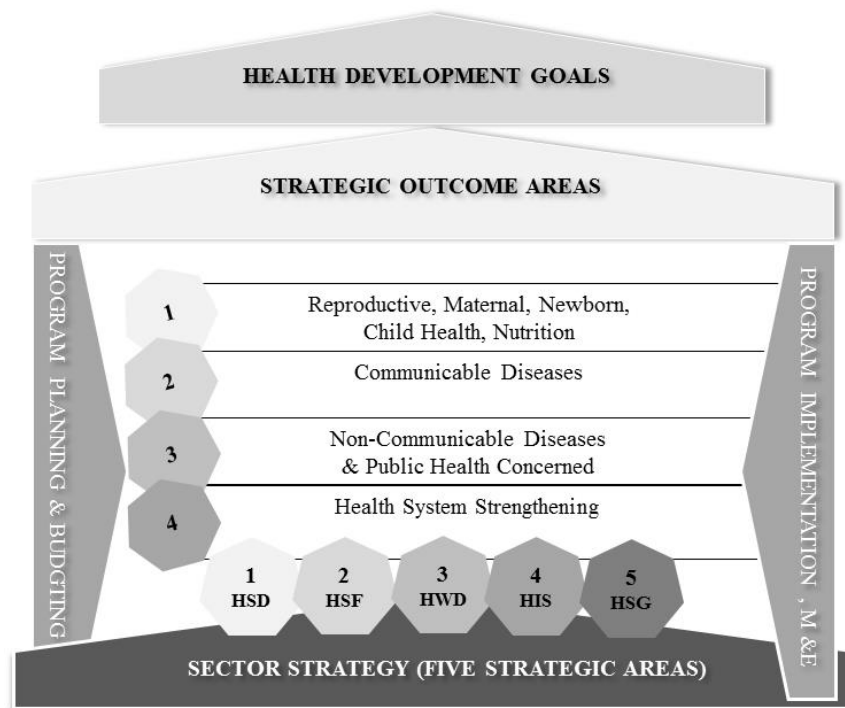 HEALTH DEVELOPMENT GOALS
STRATEGIC OUTCOME AREAS
PROGRAM PLANNING & BUDGTING
1
Reproductive, Maternal, Newborn,
Child Health, Nutrition
2
Communicable Diseases
3
Non-Communicable Diseases
& Public Health Concerned
4
Health System Strengthening
PROGRAM IMPLEMENTATION , M &E
1
HSD
2
HSF
3
HWD
4
HIS
5
HSG
SECTOR STRATEGY (FIVE STRATEGIC AREAS)